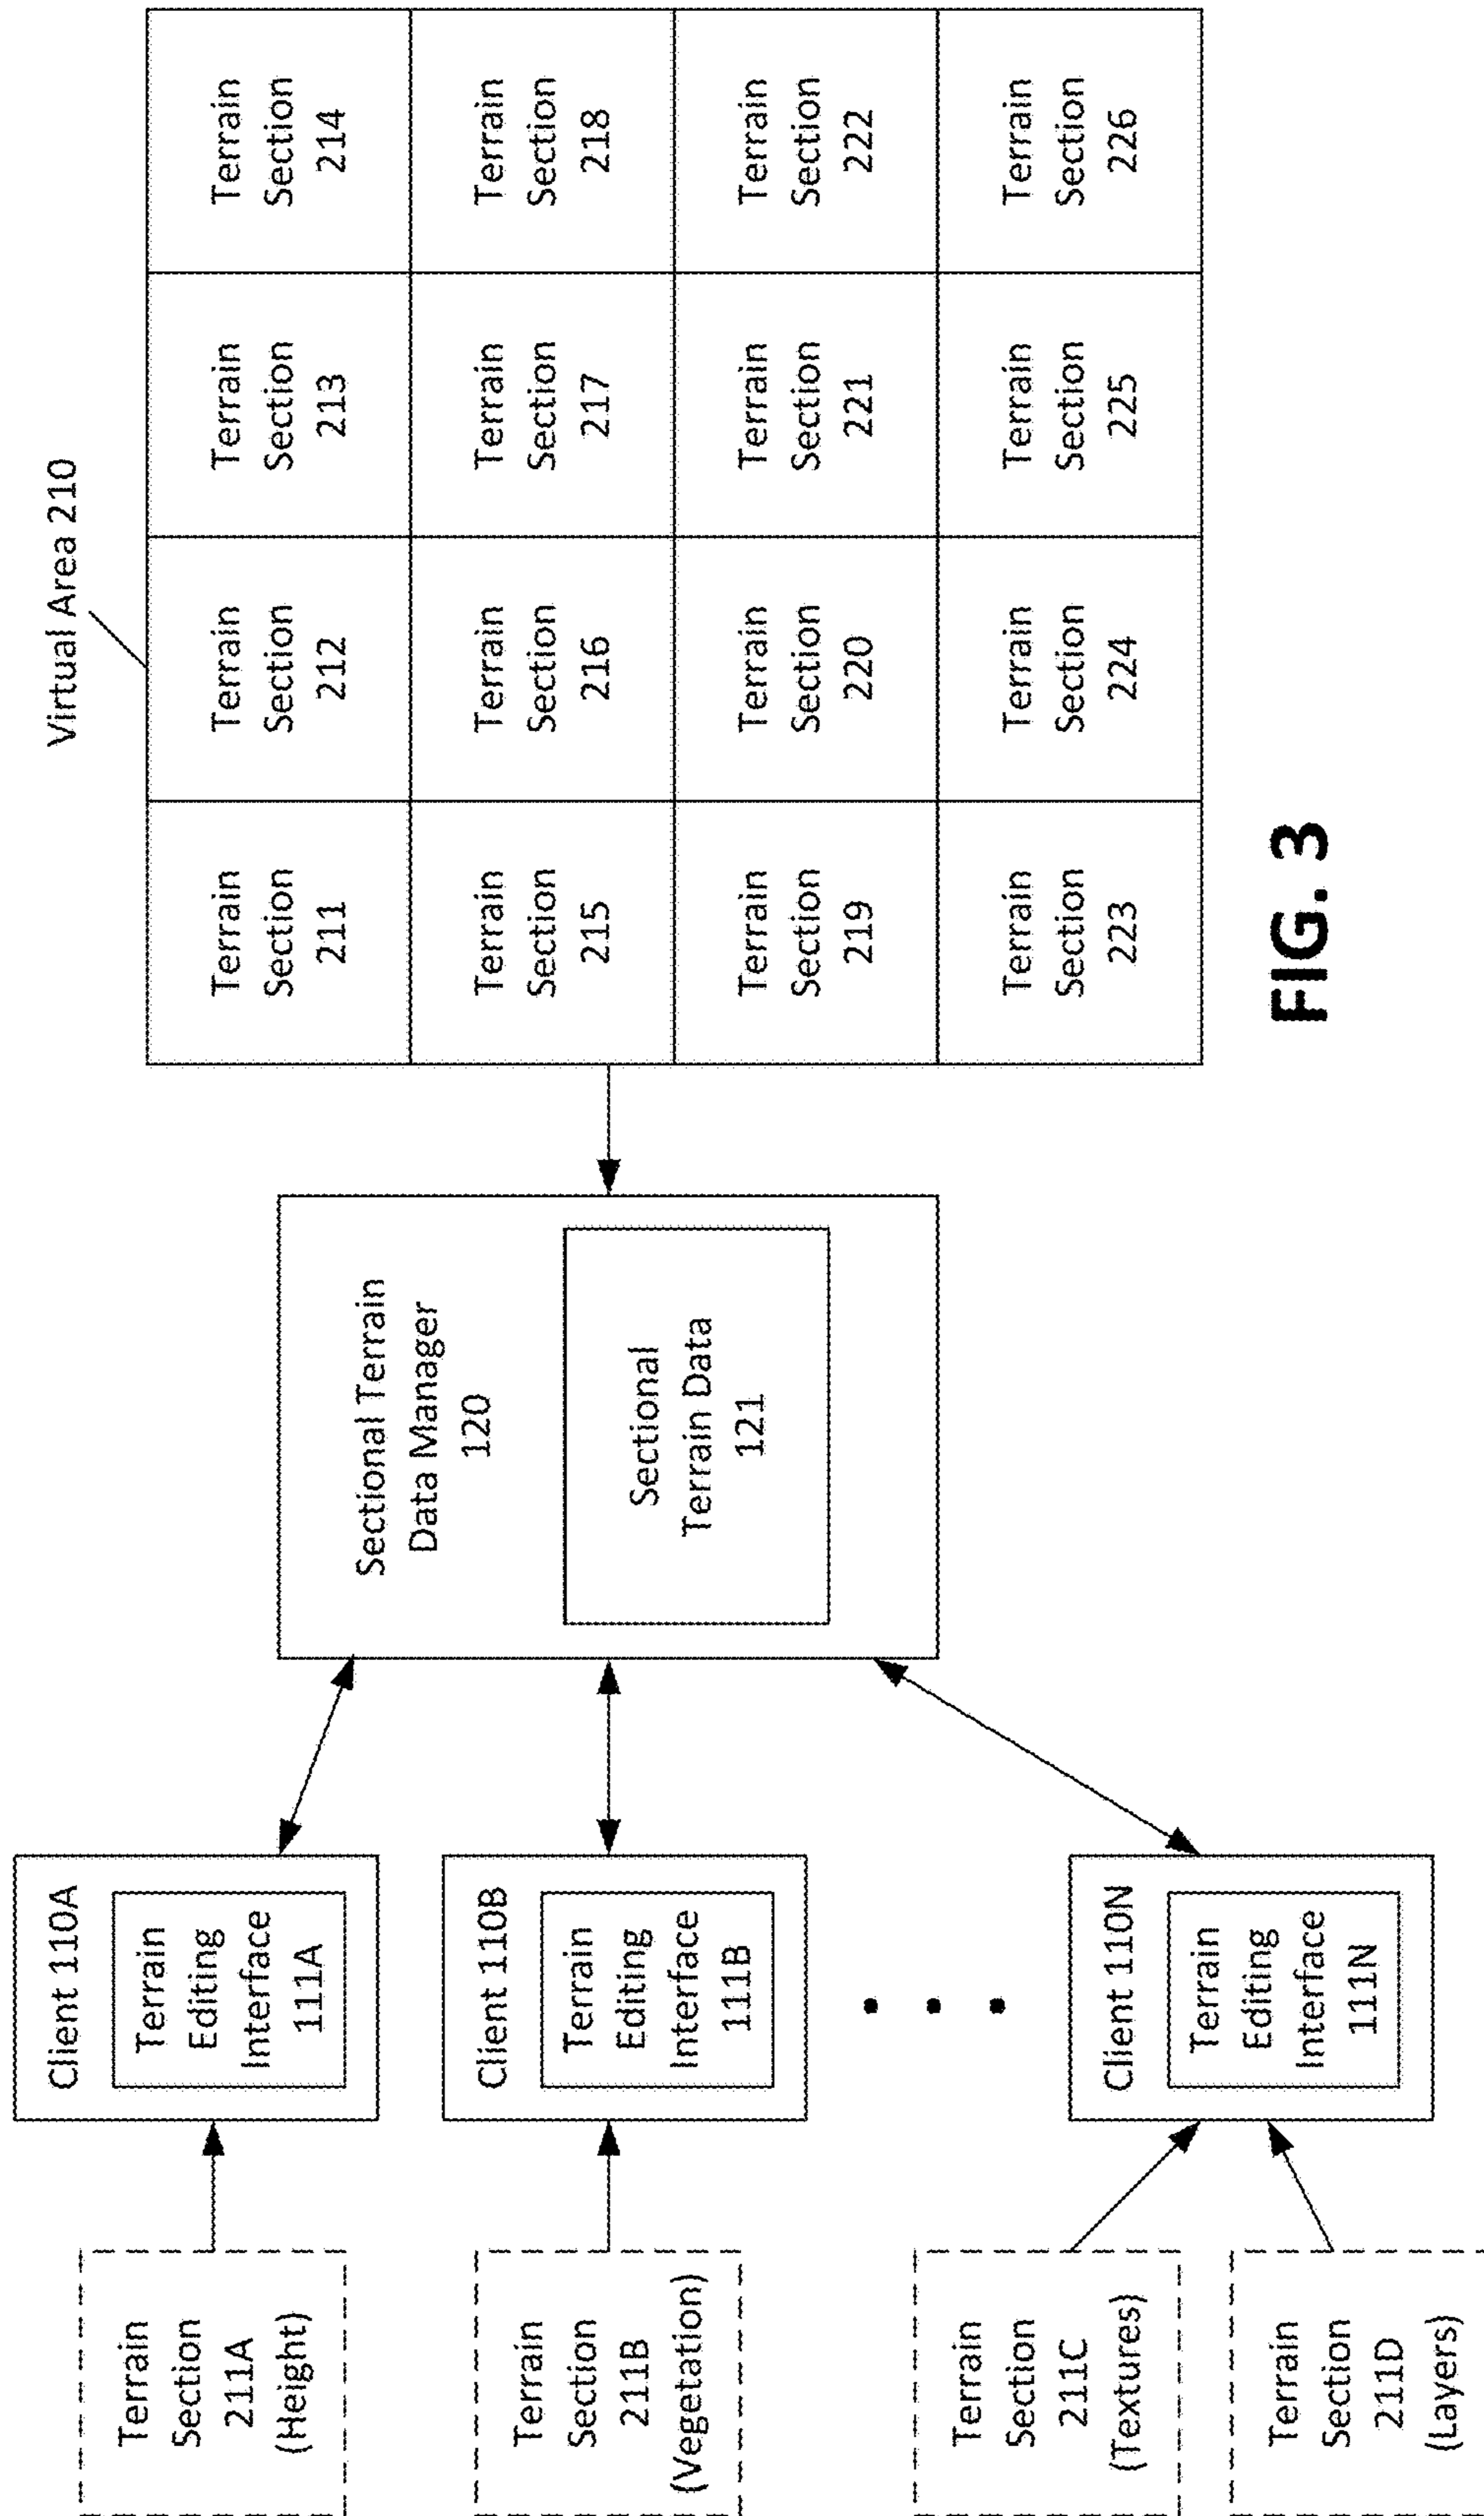 Virtual Area 210
Terrain
Section
211A
(Height)
Terrain
Section
211B
(Vegetation)
Terrain
Section
211C
(Textures)
Terrain
Section
211D
(Layers)
Client 110A
Terrain
Editing
Interface
111A
Client 110B
Terrain
Editing
Interface
111B
Client 110N
Terrain
Editing
Interface
111N
Sectional Terrain
Data Manager
120
Sectional
Terrain Data
121
Terrain
Section
211
Terrain
Section
212
Terrain
Section
213
Terrain
Section
214
Terrain
Section
215
Terrain
Section
216
Terrain
Section
217
Terrain
Section
218
Terrain
Section
219
Terrain
Section
220
Terrain
Section
221
Terrain
Section
222
Terrain
Section
223
Terrain
Section
224
Terrain
Section
225
Terrain
Section
226
FIG. 3